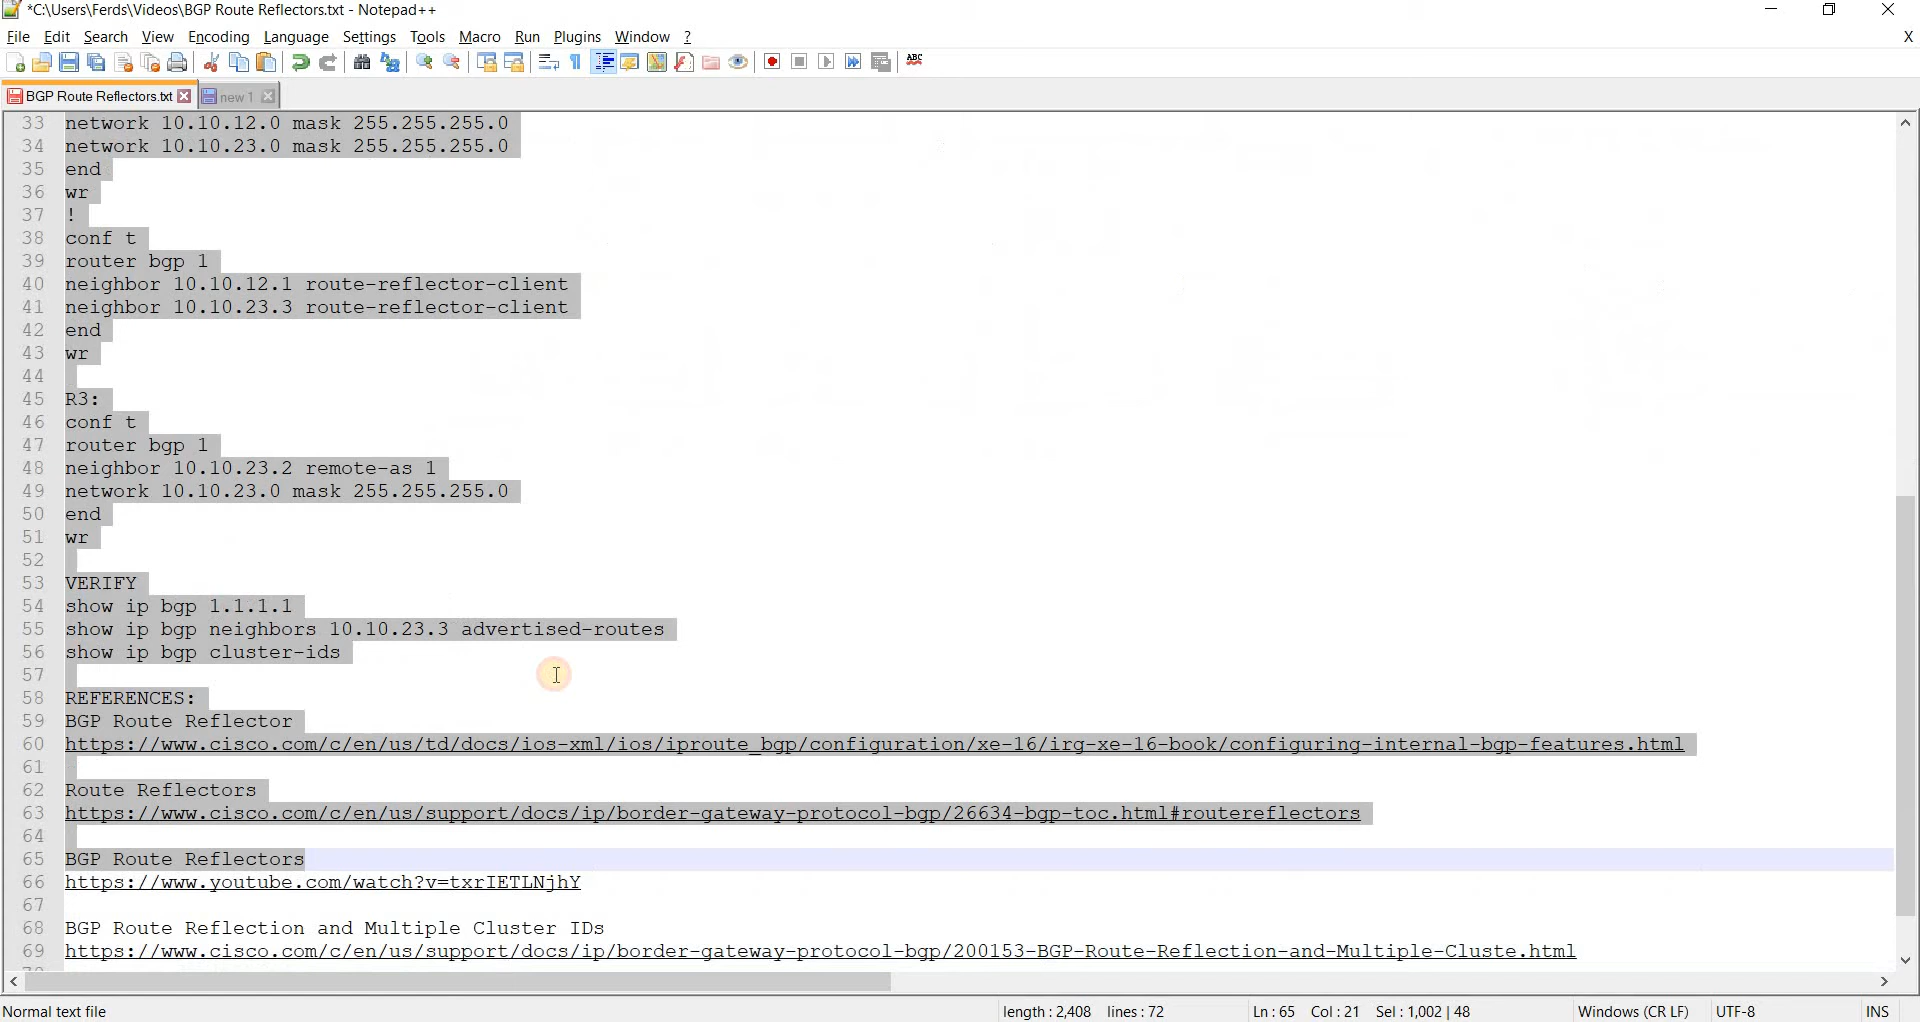 *C:\Users\Ferds\Videos\BGP Route Reflectors.txt - Notepad++
File Edit Search View Encoding Language Settings Tools Macro Run Plugins Window ? X
ABC
BGP Route Reflectors.txt new 1
33 network 10.10.12.0 mask 255.255.255.0
34 network 10.10.23.0 mask 255.255.255.0
35 end
36 wr
37 !
38 conf t
39 router bgp 1
40 neighbor 10.10.12.1 route-reflector-client
41 neighbor 10.10.23.3 route-reflector-client
42 end
43 wr
44
45 R3:
46 conf t
47 router bgp 1
48 neighbor 10.10.23.2 remote-as 1
49 network 10.10.23.0 mask 255.255.255.0
50 end
51 wr
52
53 VERIFY
54 show ip bgp 1.1.1.1
55 show ip bgp neighbors 10.10.23.3 advertised-routes
56 show ip bgp cluster-ids
57
58 REFERENCES:
59 BGP Route Reflector
60 https://www.cisco.com/c/en/us/td/docs/ios-xml/ios/iproute_bgp/configuration/xe-16/irg-xe-16-book/configuring-internal-bgp-features.html
61
62 Route Reflectors
63 https://www.cisco.com/c/en/us/support/docs/ip/border-gateway-protocol-bgp/26634-bgp-toc.html#routereflectors
64
65 BGP Route Reflectors
66 https://www.youtube.com/watch?v=txrIETLNjhY
67
68 BGP Route Reflection and Multiple Cluster IDs
69 https://www.cisco.com/c/en/us/support/docs/ip/border-gateway-protocol-bgp/200153-BGP-Route-Reflection-and-Multiple-Cluste.html
Normal text file length : 2,408 lines : 72 Ln : 65 Col : 21 Sel : 1,002 | 48 Windows (CR LF) UTF-8 INS